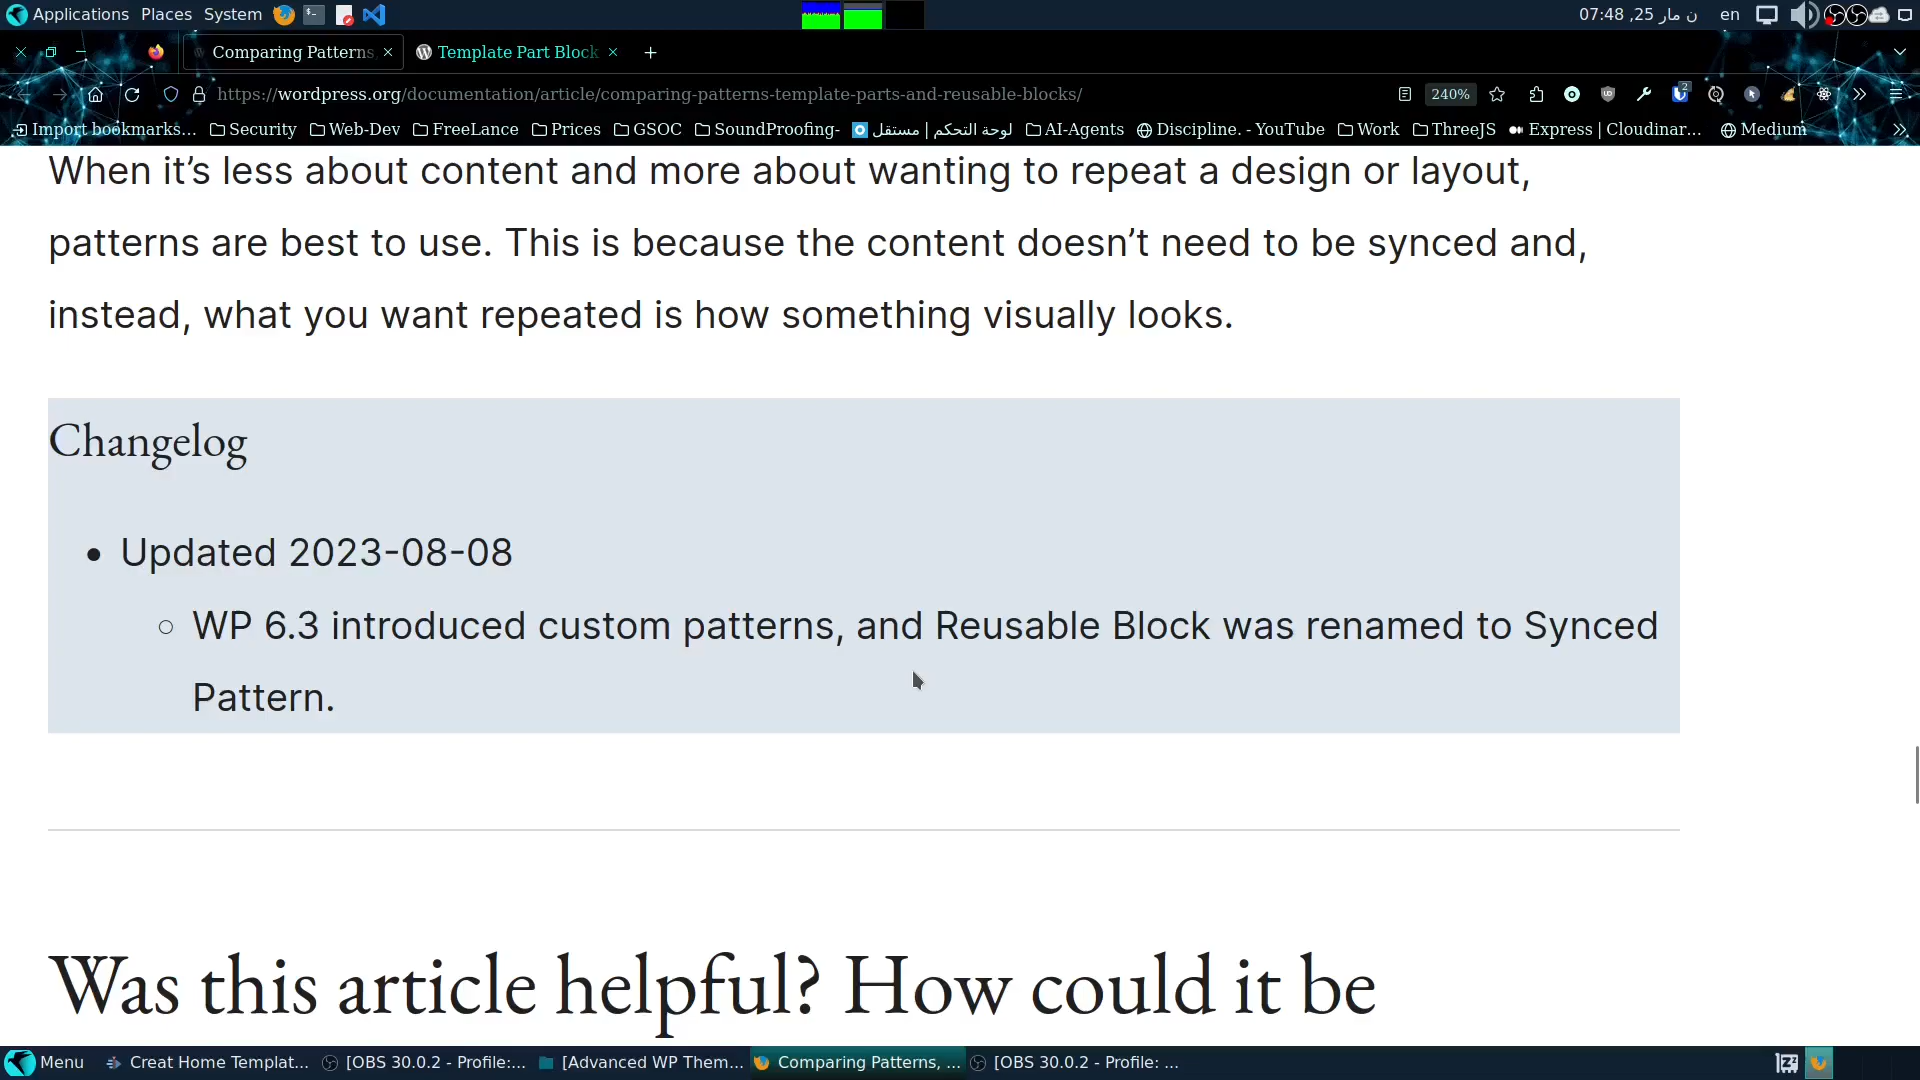 Applications Places System
ن مار 25, 07:48 en
Comparing Patterns
Template Part Block
https://wordpress.org/documentation/article/comparing-patterns-template-parts-and-reusable-blocks/
240%
2
Import bookmarks...
Security
Web-Dev
FreeLance
Prices
GSOC
SoundProofing-
لوحة التحكم | مستقل
AI-Agents
Discipline. - YouTube
Work
ThreeJS
Express | Cloudinar...
Medium
When it’s less about content and more about wanting to repeat a design or layout,
patterns are best to use. This is because the content doesn’t need to be synced and,
instead, what you want repeated is how something visually looks.
Changelog
Updated 2023-08-08
WP 6.3 introduced custom patterns, and Reusable Block was renamed to Synced
Pattern.
Was this article helpful? How could it be
Menu
Creat Home Templat...
[OBS 30.0.2 - Profile:...
[Advanced WP Them...
Comparing Patterns, ...
[OBS 30.0.2 - Profile: ...